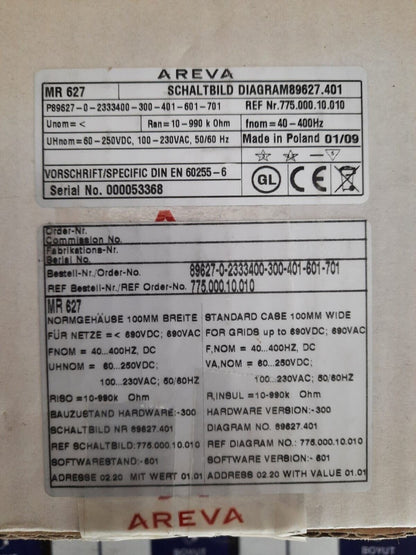 AREVA
MR 627 SCHALTBILD DIAGRAM89627.401
P89627-0-2333400-300-401-601-701 REF Nr.775.000.10.010
Unom=< Ran=10-990 k Ohm fnom=40-400Hz
UHnom=60-250VDC, 100-230VAC, 50/60 Hz Made in Poland 01/09
VORSCHRIFT/SPECIFIC DIN EN 60255-6
Serial No. 000053368
GL CE
Order-Nr.
Commission No.
Fabrikations-Nr.
Serial No.
Bestell-Nr./Order-No. 89627-0-2333400-300-401-601-701
REF Bestell-Nr./REF Order-No. 775.000.10.010
MR 627
NORMGEHÄUSE 100MM BREITE STANDARD CASE 100MM WIDE
FÜR NETZE =< 690VDC; 690VAC FOR GRIDS up to 690VDC; 690VAC
FNOM = 40...400HZ, DC F,NOM = 40...400HZ, DC
UHNOM = 60...250VDC, VA,NOM = 60...250VDC,
100...230VAC; 50/60HZ 100...230VAC; 50/60HZ
RISO =10-990k Ohm R,INSUL =10-990k Ohm
BAUZUSTAND HARDWARE:-300 HARDWARE VERSION:-300
SCHALTBILD NR 89627.401 DIAGRAM NO.: 89627.401
REF SCHALTBILD:775.000.10.010 REF DIAGRAM NO.: 775.000.10.010
SOFTWARESTAND:-601 SOFTWARE VERSION:-601
ADRESSE 02.20 MIT WERT 01.01 ADDRESS 02.20 WITH VALUE 01.01
AREVA